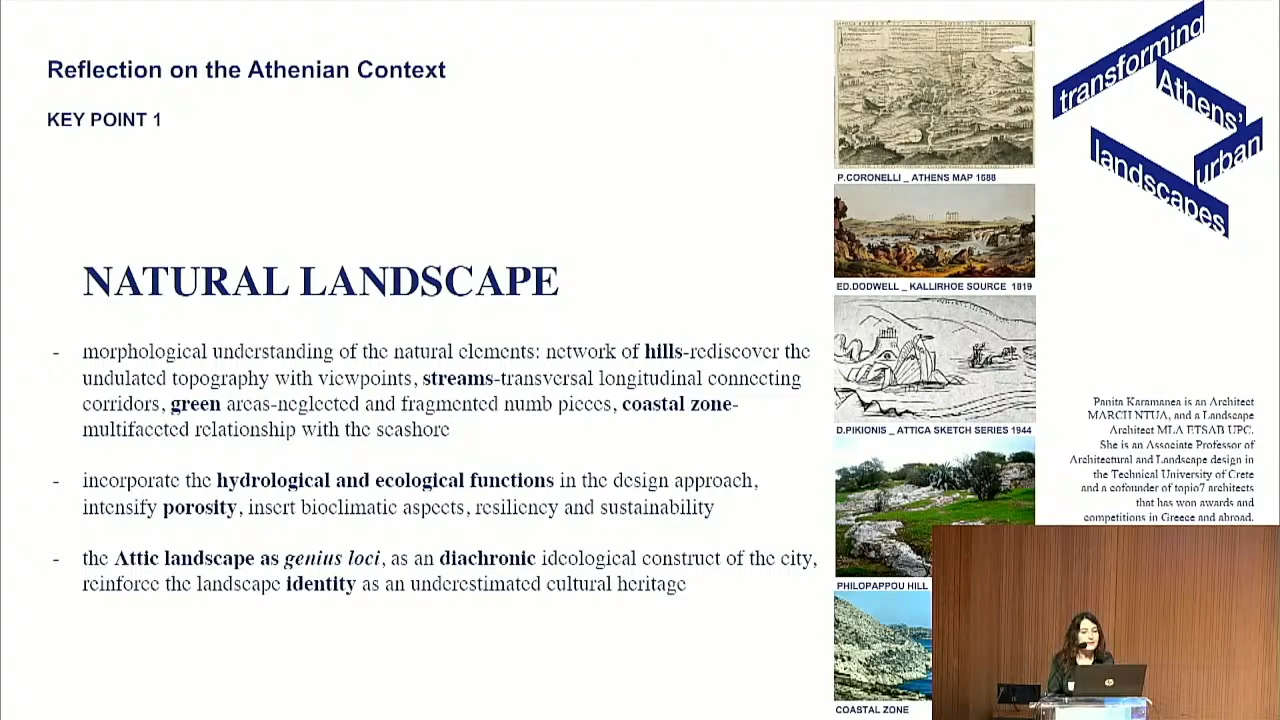 Reflection on the Athenian Context
KEY POINT 1
NATURAL LANDSCAPE
- morphological understanding of the natural elements: network of hills-rediscover the
undulated topography with viewpoints, streams-transversal longitudinal connecting
corridors, green areas-neglected and fragmented numb pieces, coastal zone-
multifaceted relationship with the seashore
- incorporate the hydrological and ecological functions in the design approach,
intensify porosity, insert bioclimatic aspects, resiliency and sustainability
- the Attic landscape as genius loci, as an diachronic ideological construct of the city,
reinforce the landscape identity as an underestimated cultural heritage
P.CORONELLI _ ATHENS MAP 1688
ED.DODWELL _ KALLIRHOE SOURCE 1819
D.PIKIONIS _ ATTICA SKETCH SERIES 1944
PHILOPAPPOU HILL
COASTAL ZONE
transforming
Athens'
urban
landscapes
Panita Karamanea is an Architect
MARCH NTUA, and a Landscape
Architect MLA ETSAB UPC.
She is an Associate Professor of
Architectural and Landscape design in
the Technical University of Crete
and a cofounder of topio7 architects
that has won awards and
competitions in Greece and abroad.
hp